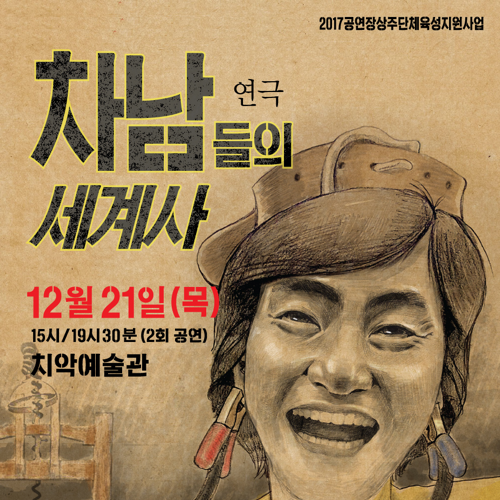 2017공연장상주단체육성지원사업
연극
차남들의
세계사
12월 21일(목)
15시/19시30분(2회 공연)
치악예술관